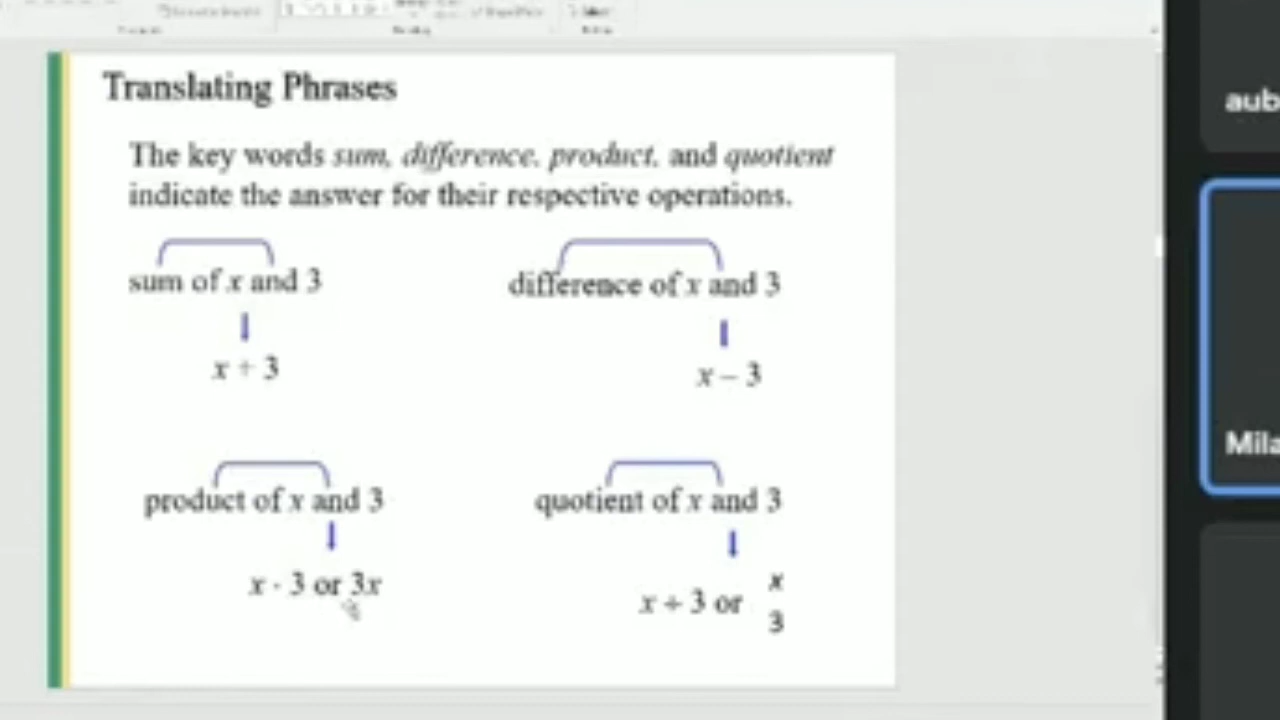 Translating Phrases
The key words sum, difference, product, and quotient
indicate the answer for their respective operations.
sum of x and 3
x + 3
difference of x and 3
x – 3
product of x and 3
x · 3 or 3x
quotient of x and 3
x ÷ 3 or x
3
aub
Mila